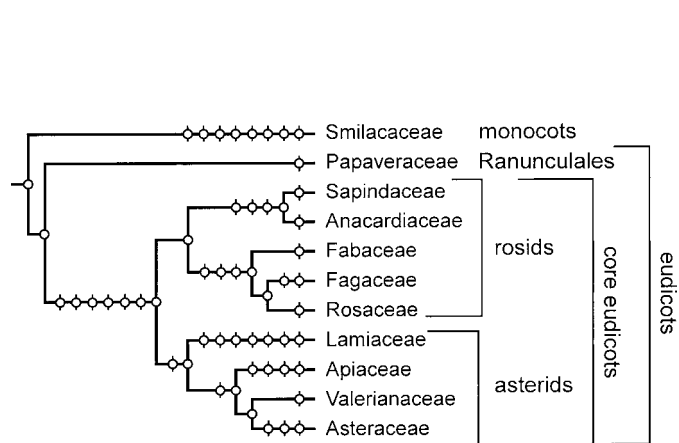 Smilacaceae monocots
Papaveraceae Ranunculales
Sapindaceae
Anacardiaceae
Fabaceae
Fagaceae
Rosaceae
Lamiaceae
Apiaceae
Valerianaceae
Asteraceae
rosids
asterids
core eudicots
eudicots